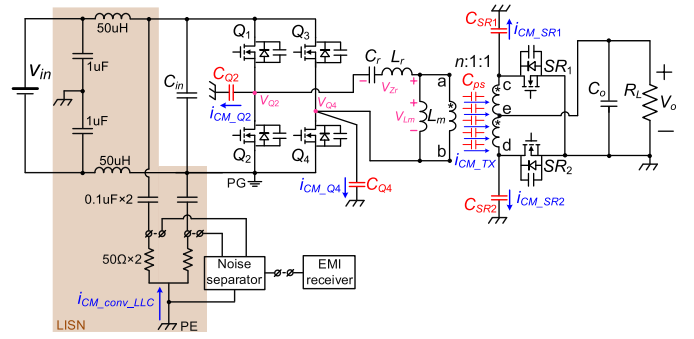 50uH
1uF
1uF
50uH
V_in
C_in
Q_1
Q_3
C_Q2
i_CM_Q2
V_Q2
V_Q4
Q_2
Q_4
PG
C_r
L_r
V_Zr
+
−
+
V_Lm
−
L_m
a
b
n:1:1
C_ps
i_CM_TX
*
*
*
c
e
d
C_SR1
i_CM_SR1
SR_1
SR_2
C_SR2
i_CM_SR2
C_o
R_L
+
V_o
−
i_CM_Q4
C_Q4
0.1uF×2
50Ω×2
Noise separator
EMI receiver
i_CM_conv_LLC
LISN
PE